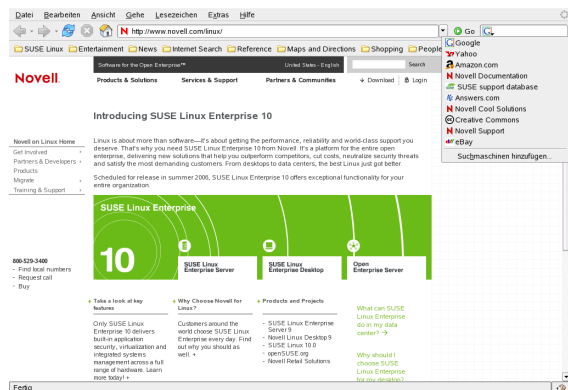 Datei Bearbeiten Ansicht Gehe Lesezeichen Extras Hilfe
http://www.novell.com/linux/
Go
SUSE Linux Entertainment News Internet Search Reference Maps and Directions Shopping People
Google
Yahoo
Amazon.com
Novell Documentation
SUSE support database
Answers.com
Novell Cool Solutions
Creative Commons
Novell Support
eBay
Suchmaschinen hinzufügen...
Software for the Open Enterprise™ United States - English Search
Novell.
Products & Solutions Services & Support Partners & Communities Download Login
Introducing SUSE Linux Enterprise 10
Novell on Linux Home
Get Involved
Partners & Developers
Products
Migrate
Training & Support
Linux is about more than software—it's about getting the performance, reliability and world-class support you
deserve. That's why you need SUSE Linux Enterprise 10 from Novell. It's a platform for the entire open
enterprise, delivering new solutions that help you outperform competitors, cut costs, neutralize security threats
and satisfy the most demanding customers. From desktops to data centers, the best Linux just got better.
Scheduled for release in summer 2006, SUSE Linux Enterprise 10 offers exceptional functionality for your
entire organization.
SUSE Linux Enterprise
10
SUSE Linux
Enterprise Server
SUSE Linux
Enterprise Desktop
Open
Enterprise Server
800-529-3400
- Find local numbers
- Request call
- Buy
+ Take a look at key
features
Only SUSE Linux
Enterprise 10 delivers
built-in application
security, virtualization and
integrated systems
management across a full
range of hardware. Learn
more today! +
+ Why Choose Novell for
Linux?
Customers around the
world choose SUSE Linux
Enterprise every day. Find
out why you should as
well. +
+ Products and Projects
- SUSE Linux Enterprise
Server 9
- Novell Linux Desktop 9
- SUSE Linux 10.0
- openSUSE.org
- Novell Retail Solutions
What can SUSE
Linux Enterprise
do in my data
center? →
Why should I
choose SUSE
Linux Enterprise
for my desktop?
Fertig